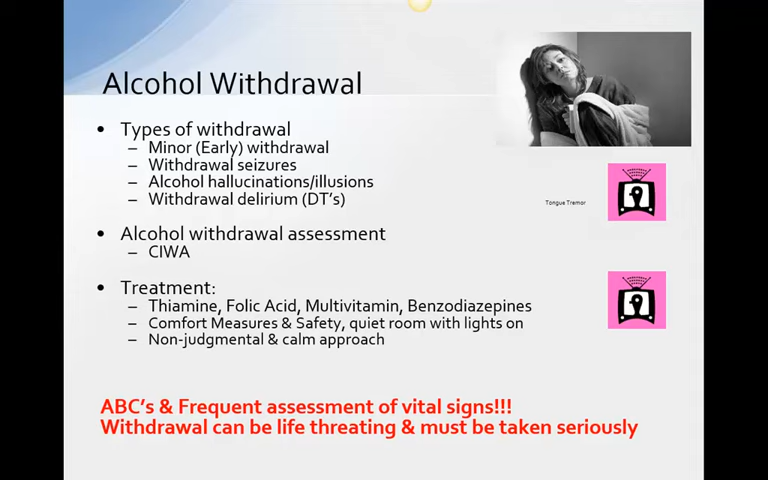 Alcohol Withdrawal
• Types of withdrawal
– Minor (Early) withdrawal
– Withdrawal seizures
– Alcohol hallucinations/illusions
– Withdrawal delirium (DT's)
Tongue Tremor
• Alcohol withdrawal assessment
– CIWA
• Treatment:
– Thiamine, Folic Acid, Multivitamin, Benzodiazepines
– Comfort Measures & Safety, quiet room with lights on
– Non-judgmental & calm approach
ABC's & Frequent assessment of vital signs!!!
Withdrawal can be life threating & must be taken seriously